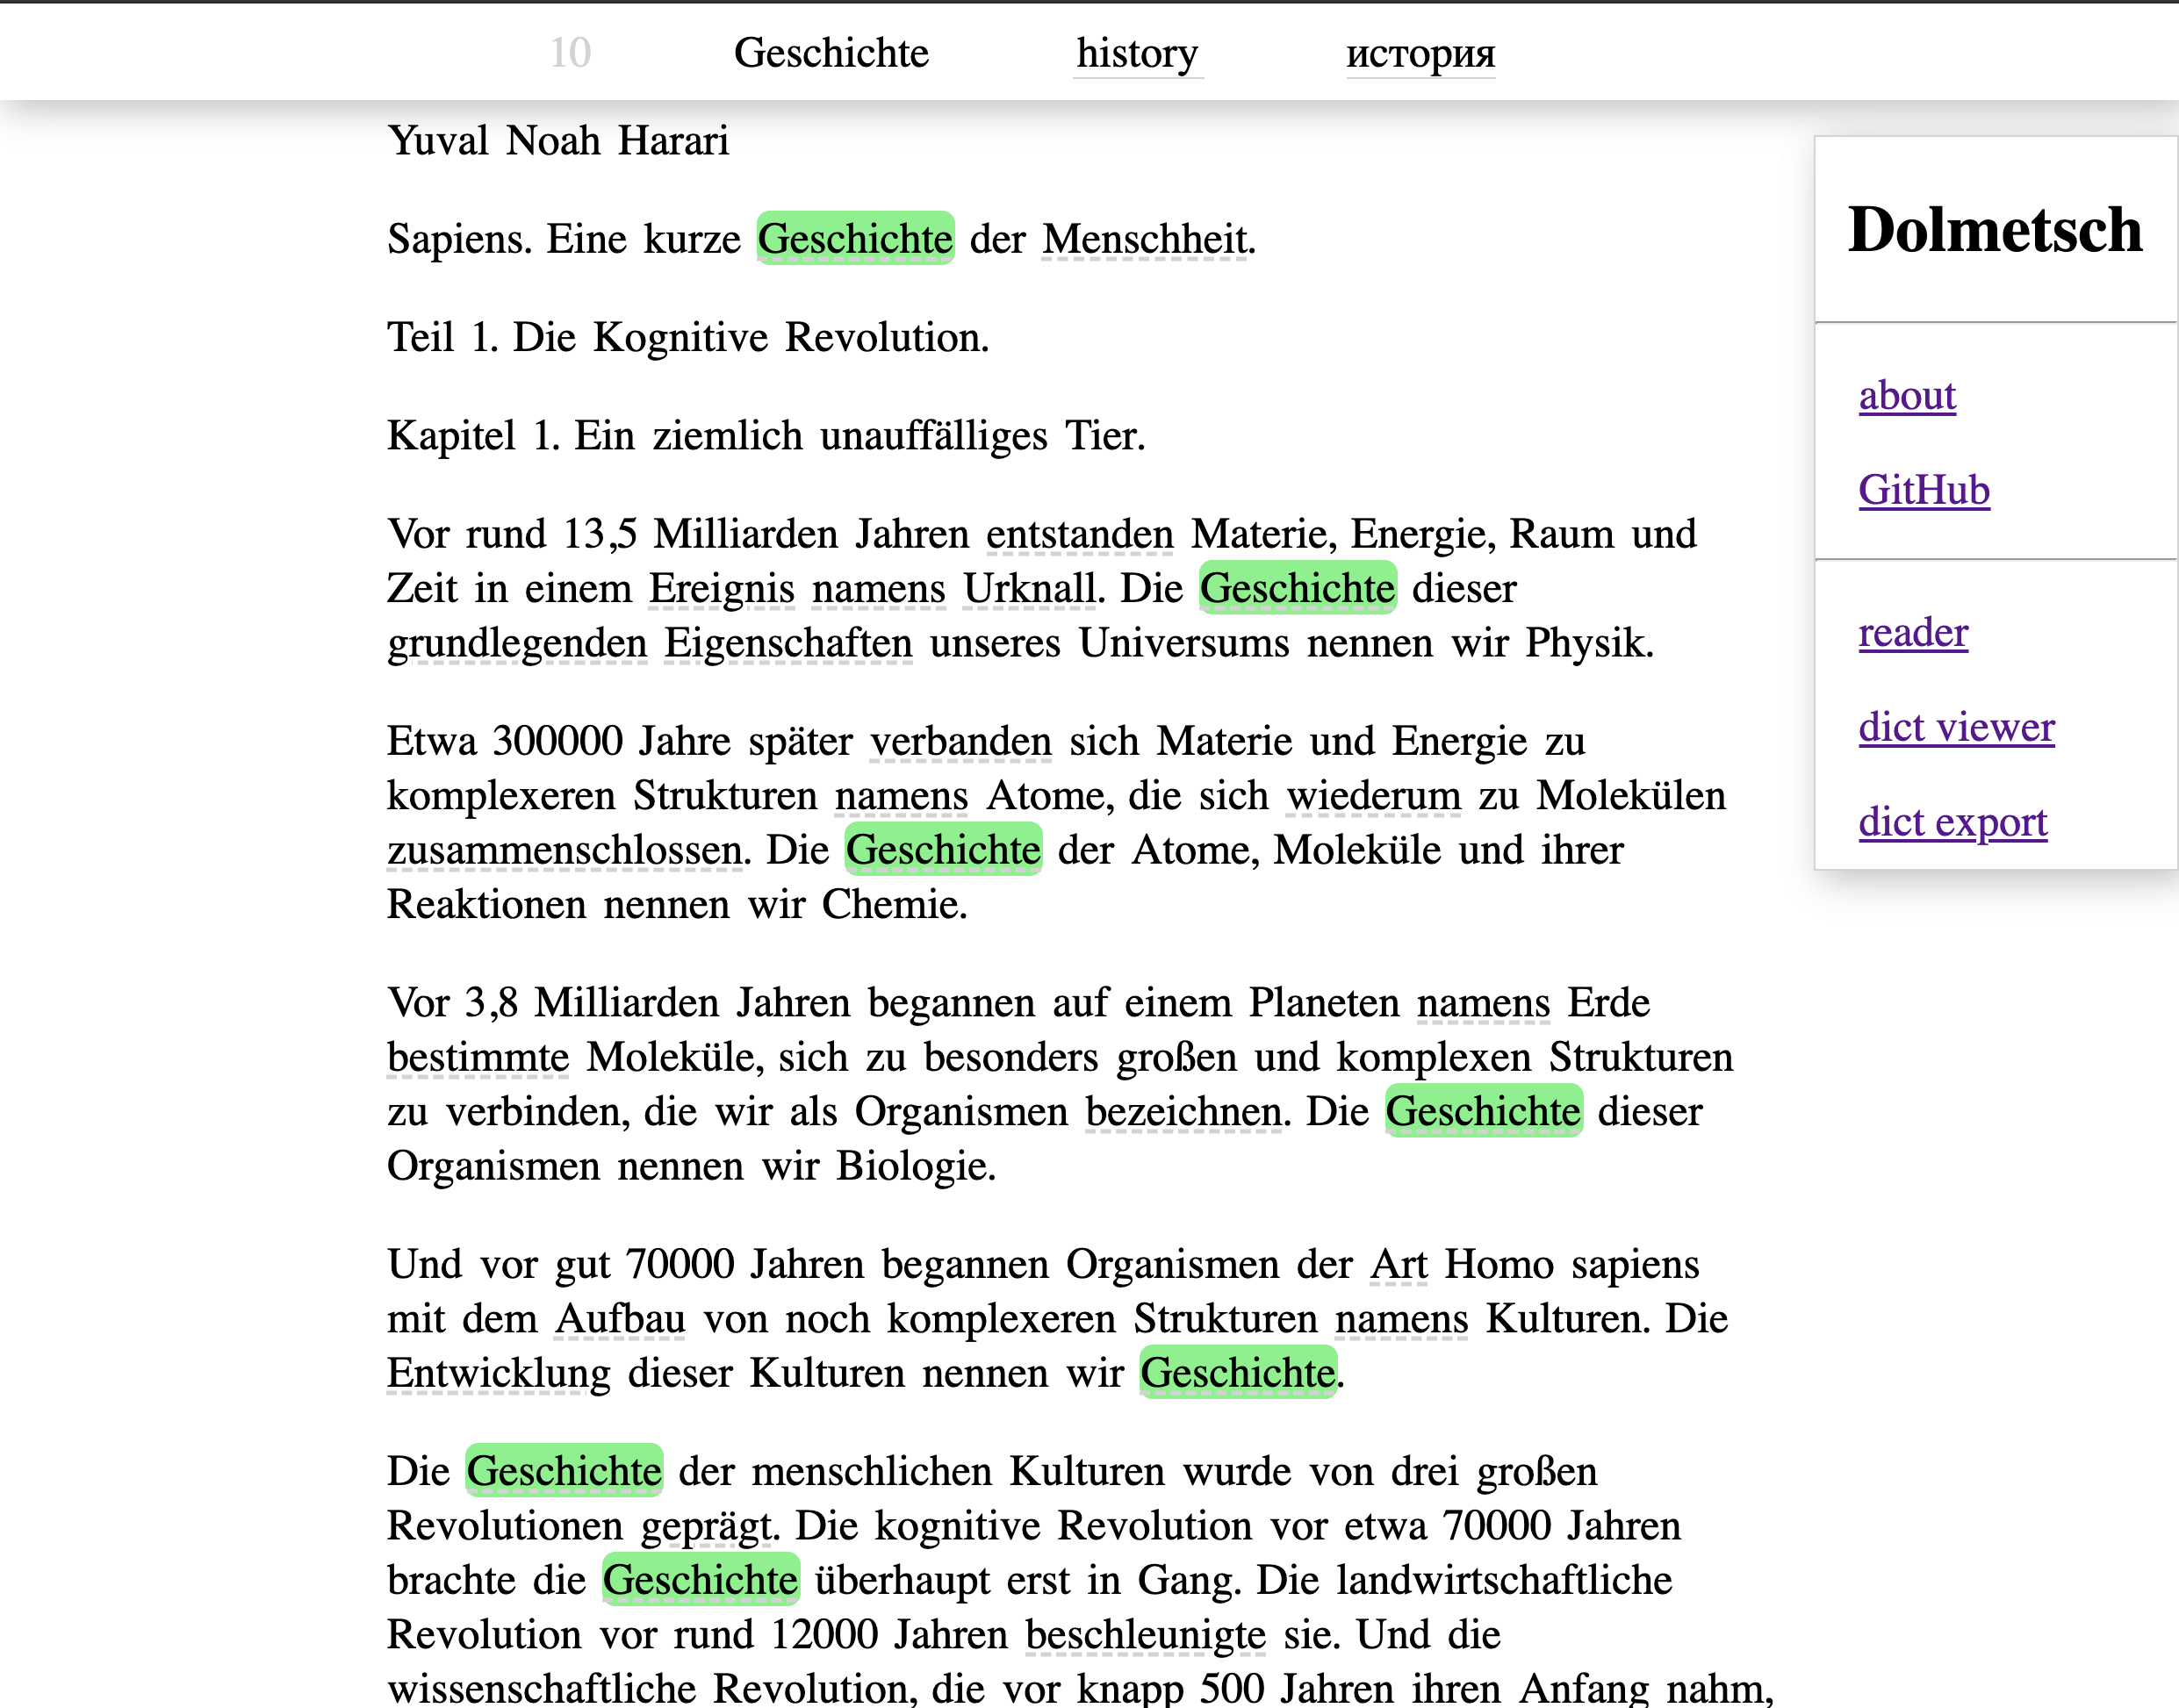 10 Geschichte history история
Yuval Noah Harari
Sapiens. Eine kurze Geschichte der Menschheit.
Teil 1. Die Kognitive Revolution.
Kapitel 1. Ein ziemlich unauffälliges Tier.
Vor rund 13,5 Milliarden Jahren entstanden Materie, Energie, Raum und
Zeit in einem Ereignis namens Urknall. Die Geschichte dieser
grundlegenden Eigenschaften unseres Universums nennen wir Physik.
Etwa 300000 Jahre später verbanden sich Materie und Energie zu
komplexeren Strukturen namens Atome, die sich wiederum zu Molekülen
zusammenschlossen. Die Geschichte der Atome, Moleküle und ihrer
Reaktionen nennen wir Chemie.
Vor 3,8 Milliarden Jahren begannen auf einem Planeten namens Erde
bestimmte Moleküle, sich zu besonders großen und komplexen Strukturen
zu verbinden, die wir als Organismen bezeichnen. Die Geschichte dieser
Organismen nennen wir Biologie.
Und vor gut 70000 Jahren begannen Organismen der Art Homo sapiens
mit dem Aufbau von noch komplexeren Strukturen namens Kulturen. Die
Entwicklung dieser Kulturen nennen wir Geschichte.
Die Geschichte der menschlichen Kulturen wurde von drei großen
Revolutionen geprägt. Die kognitive Revolution vor etwa 70000 Jahren
brachte die Geschichte überhaupt erst in Gang. Die landwirtschaftliche
Revolution vor rund 12000 Jahren beschleunigte sie. Und die
wissenschaftliche Revolution, die vor knapp 500 Jahren ihren Anfang nahm,
Dolmetsch
about
GitHub
reader
dict viewer
dict export